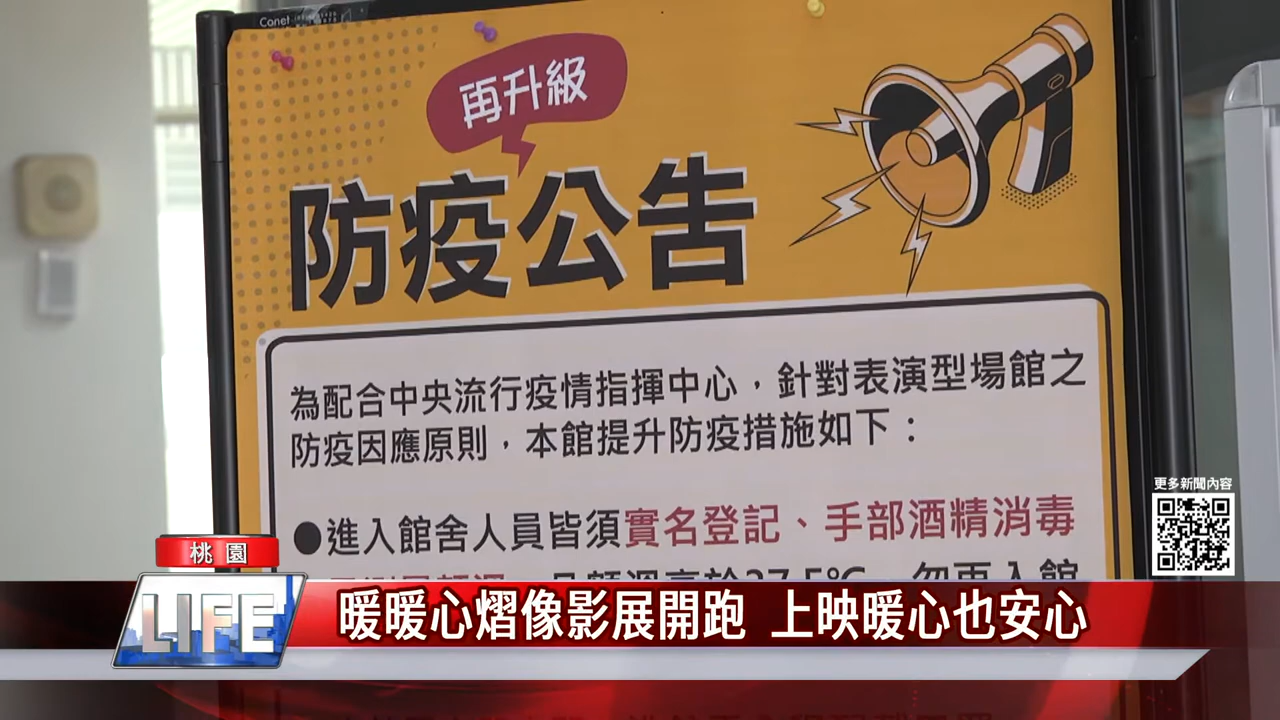 Canet
再升級
防疫公告
為配合中央流行疫情指揮中心，針對表演型場館之
防疫因應原則，本館提升防疫措施如下：
●進入館舍人員皆須實名登記、手部酒精消毒
更多新聞內容
桃園
LIFE
暖暖心熠像影展開跑 上映暖心也安心